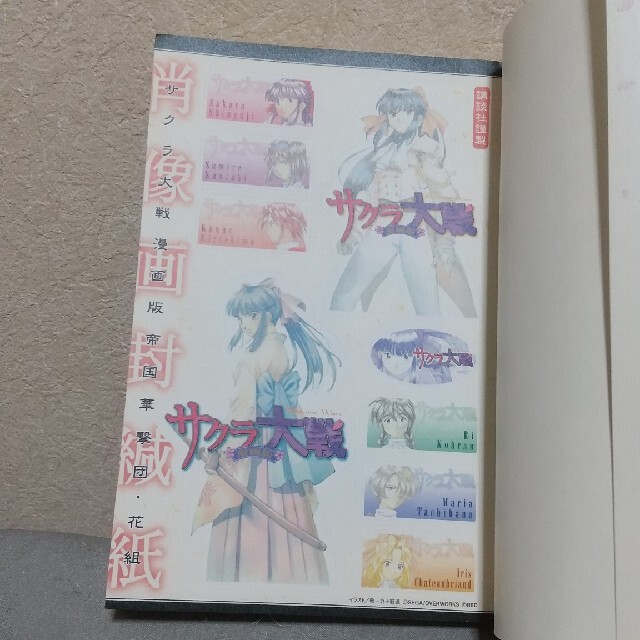 肖像画封緘紙
サクラ大戦漫画版帝国華撃団・花組
講談社謹製
Sakura
Shinguji
Sumire
Kanzaki
Kanna
Kirishima
サクラ大戦
サクラ大戦
サクラ大戦
Ri
Kohran
Maria
Tachibana
Iris
Chateaubriand